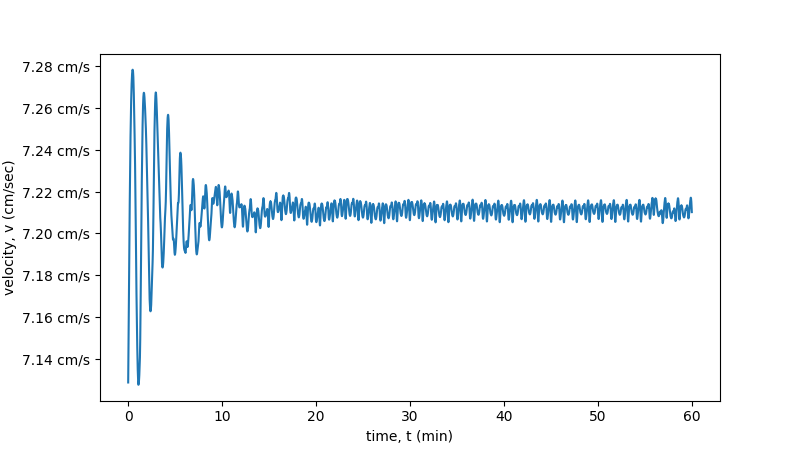 7.28 cm/s
7.26 cm/s
7.24 cm/s
7.22 cm/s
7.20 cm/s
7.18 cm/s
7.16 cm/s
7.14 cm/s
velocity, v (cm/sec)
0 10 20 30 40 50 60
time, t (min)